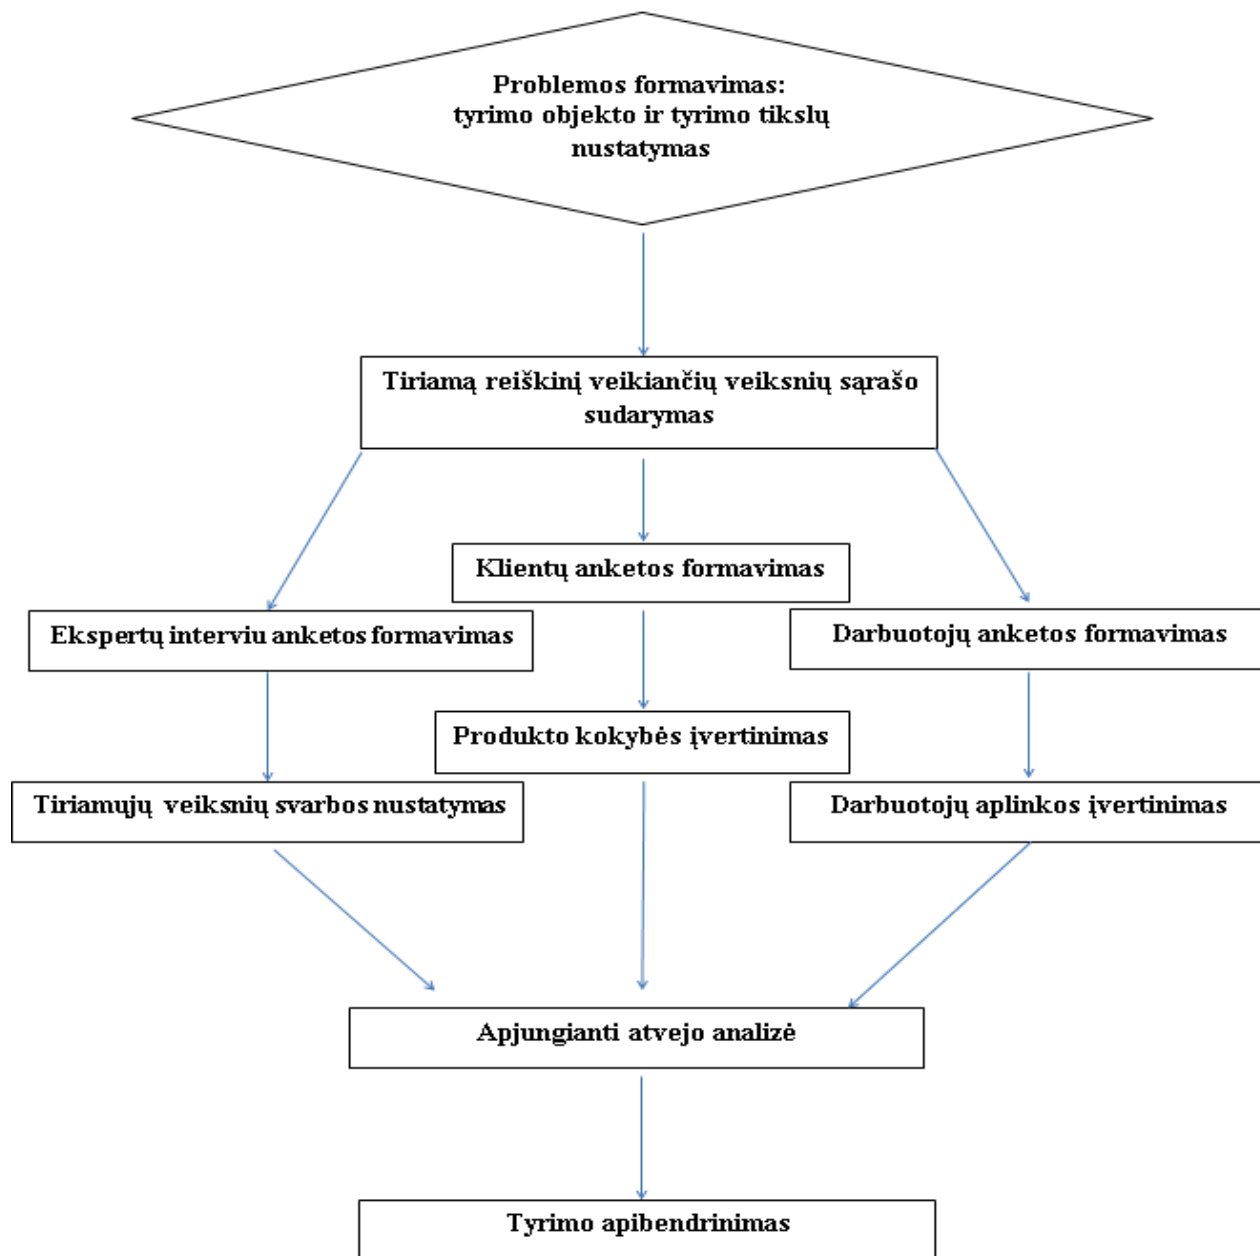 Problemos formavimas:
tyrimo objekto ir tyrimo tikslų
nustatymas
Tiriamą reiškinį veikiančių veiksnių sąrašo
sudarymas
Klientų anketos formavimas
Ekspertų interviu anketos formavimas
Darbuotojų anketos formavimas
Produkto kokybės įvertinimas
Tiriamųjų veiksnių svarbos nustatymas
Darbuotojų aplinkos įvertinimas
Apjungianti atvejo analizė
Tyrimo apibendrinimas